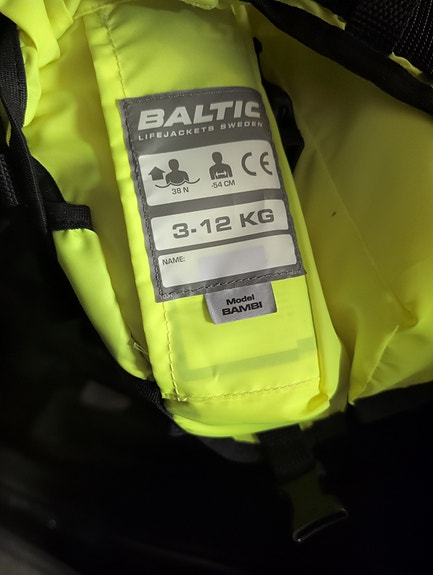 BALTIC
LIFEJACKETS SWEDEN
38 N
-54 CM
CE
3-12 KG
NAME:
Model
BAMBI